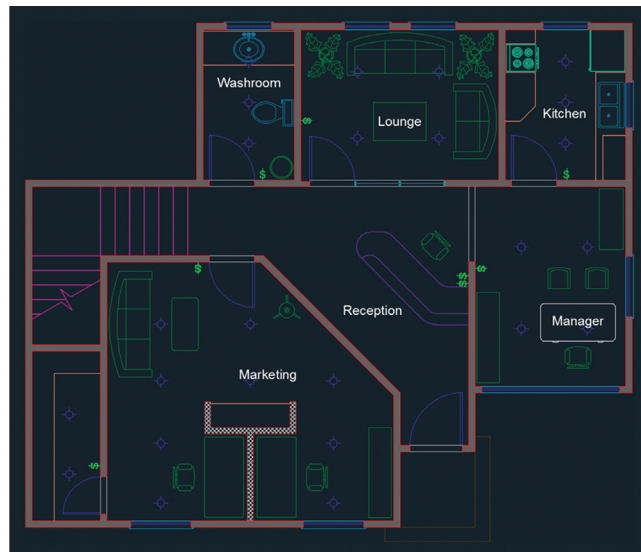 Washroom
Lounge
Kitchen
Reception
Manager
Marketing
$
$
$
$
$
$
$
$